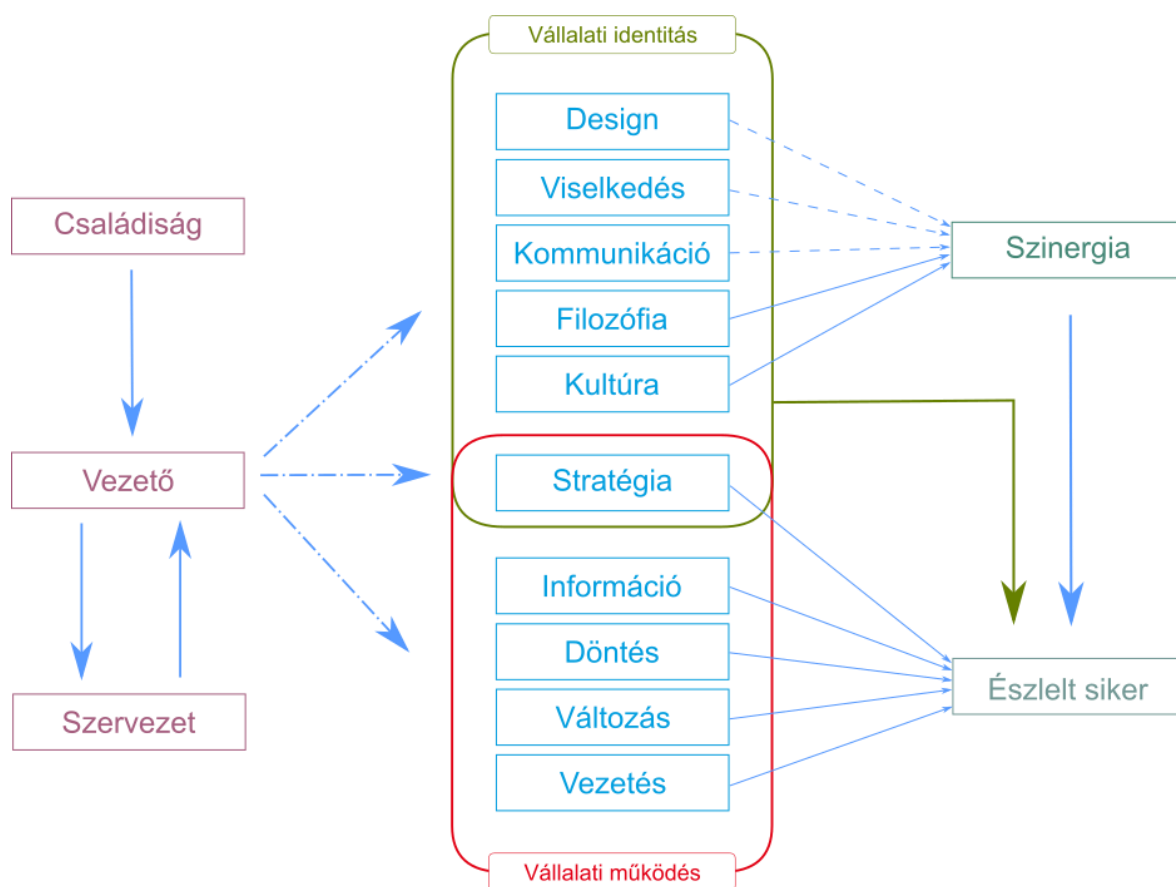 Vállalati identitás
Design
Viselkedés
Családiság
Kommunikáció
Szinergia
Filozófia
Kultúra
Vezető
Stratégia
Információ
Döntés
Észlelt siker
Szervezet
Változás
Vezetés
Vállalati működés